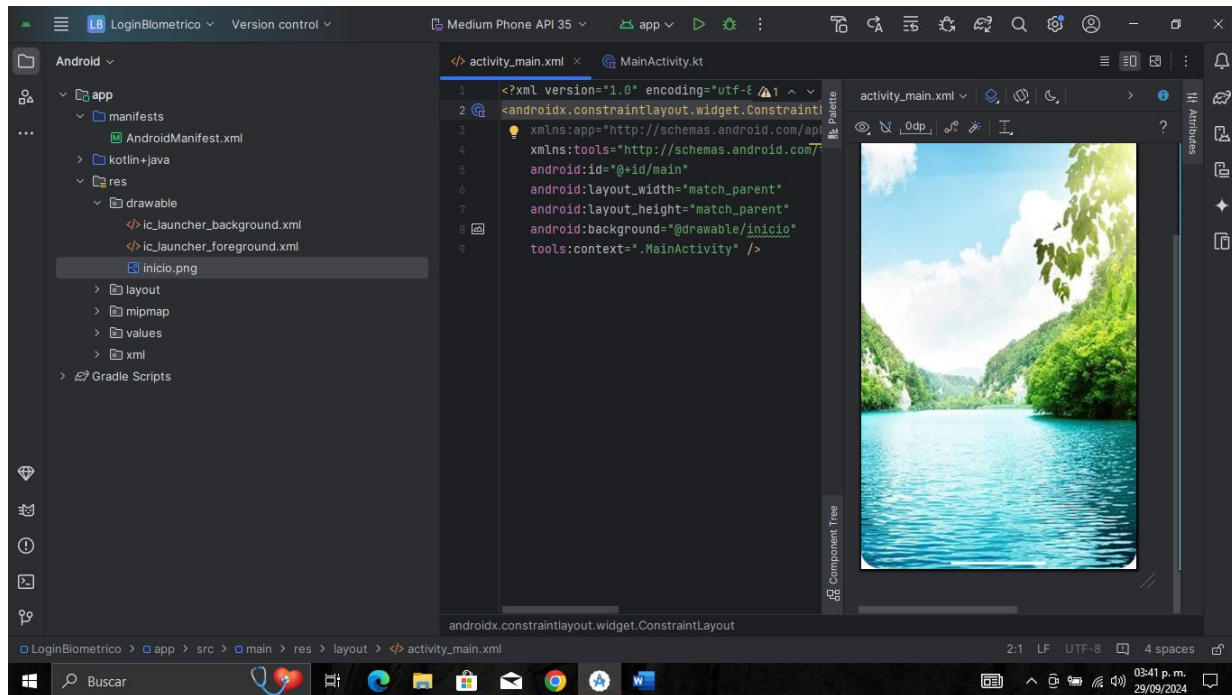 LB LoginBIometrico Version control Medium Phone API 35 app
Android
activity_main.xml MainActivity.kt
app
manifests
AndroidManifest.xml
kotlin+java
res
drawable
ic_launcher_background.xml
ic_launcher_foreground.xml
inicio.png
layout
mipmap
values
xml
Gradle Scripts
1 <?xml version="1.0" encoding="utf-8 1
2 <androidx.constraintlayout.widget.Constraintl
3 xmlns:app="http://schemas.android.com/ap
4 xmlns:tools="http://schemas.android.com/
5 android:id="@+id/main"
6 android:layout_width="match_parent"
7 android:layout_height="match_parent"
8 android:background="@drawable/inicio"
9 tools:context=".MainActivity" />
Palette
Component Tree
activity_main.xml
0dp ?
Attributes
androidx.constraintlayout.widget.ConstraintLayout
LoginBiometrico > app > src > main > res > layout > activity_main.xml 2:1 LF UTF-8 4 spaces
Buscar 03:41 p. m.
29/09/2024